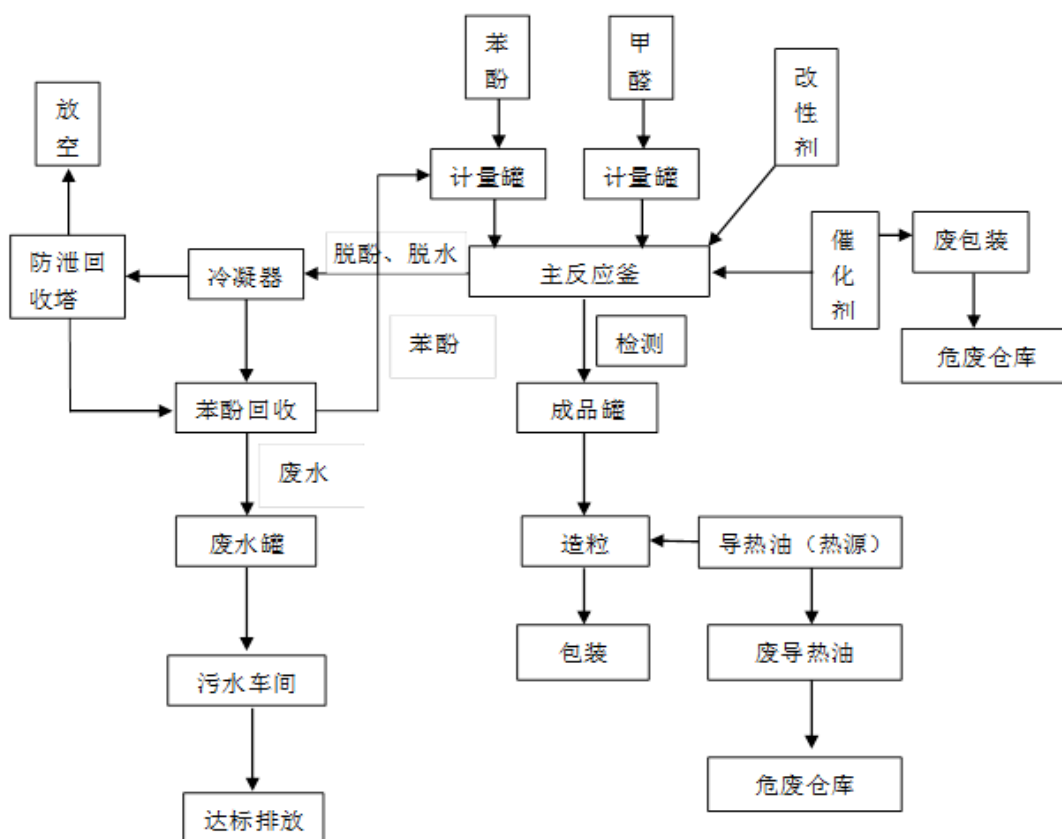 苯
酚
甲
醛
改
性
剂
放
空
计量罐
计量罐
催
化
剂
废包装
防泄回
收塔
冷凝器
脱酚、脱水
主反应釜
苯酚
检测
危废仓库
苯酚回收
成品罐
废水
废水罐
造粒
导热油（热源）
包装
废导热油
污水车间
危废仓库
达标排放